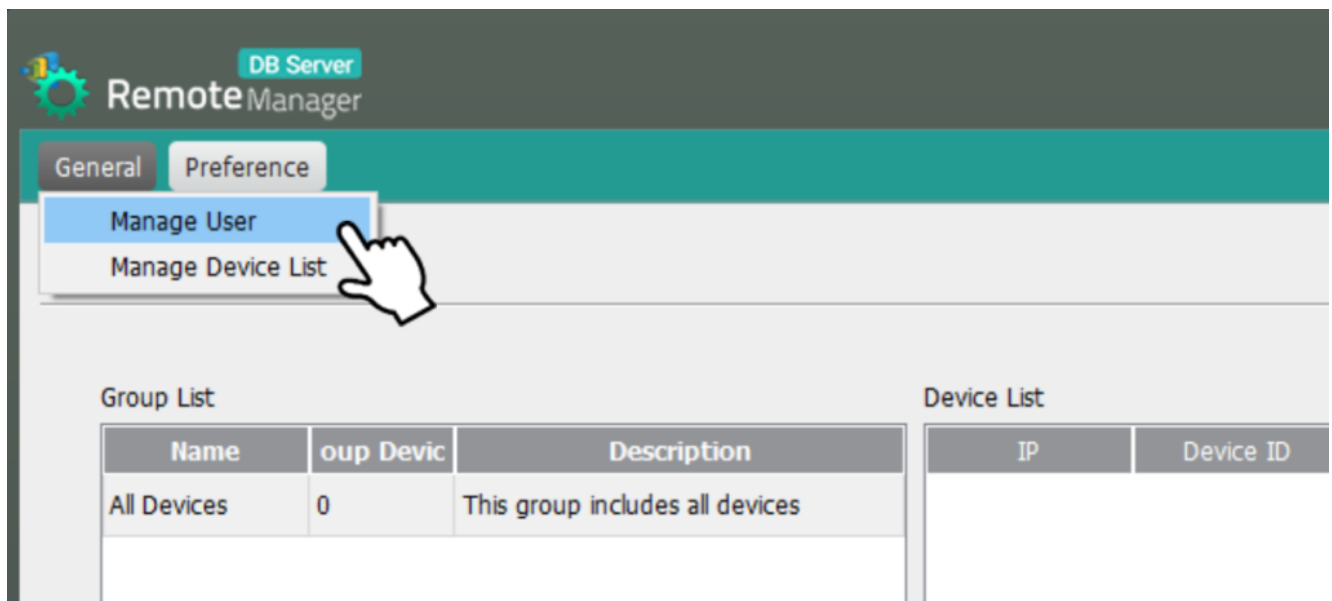 DB Server
Remote Manager
General Preference
Manage User
Manage Device List
Group List Device List
Name oup Devic Description IP Device ID
All Devices 0 This group includes all devices